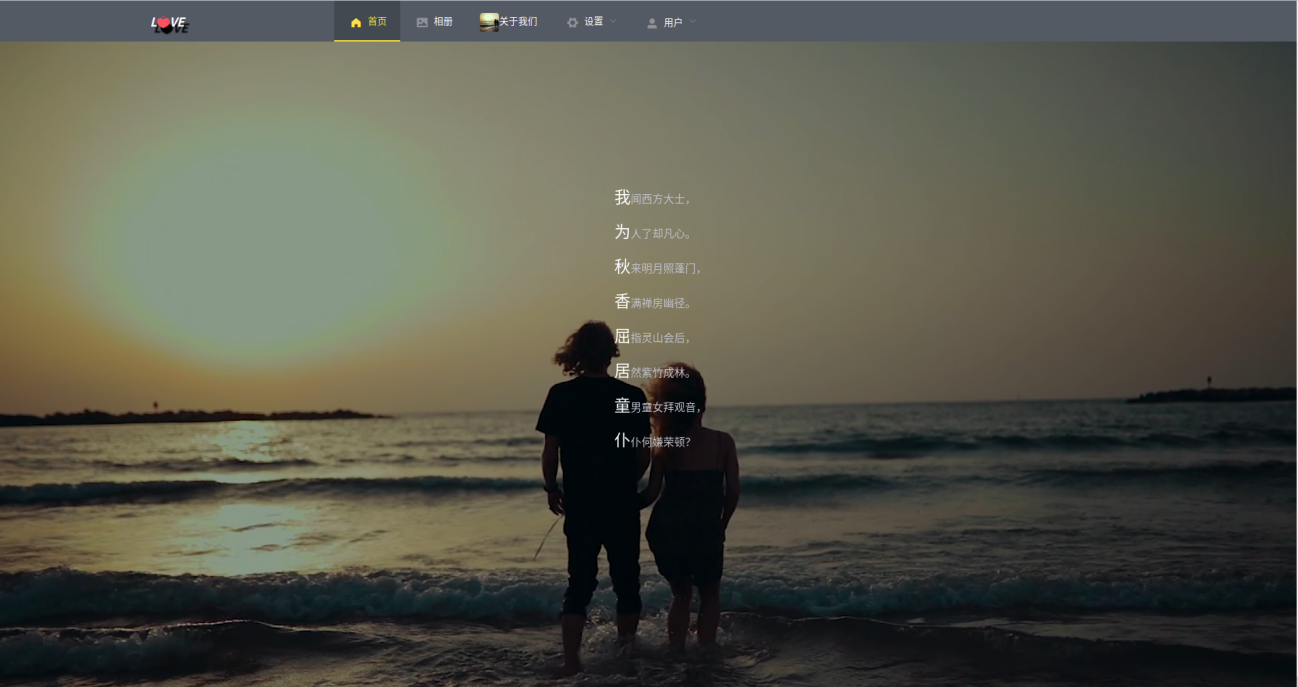 LOVE
LOVE
首页 相册 关于我们 设置 用户
我闻西方大士，
为人了却凡心。
秋来明月照蓬门，
香满禅房幽径。
屈指灵山会后，
居然紫竹成林。
童男童女拜观音，
仆仆何嫌荣顿？